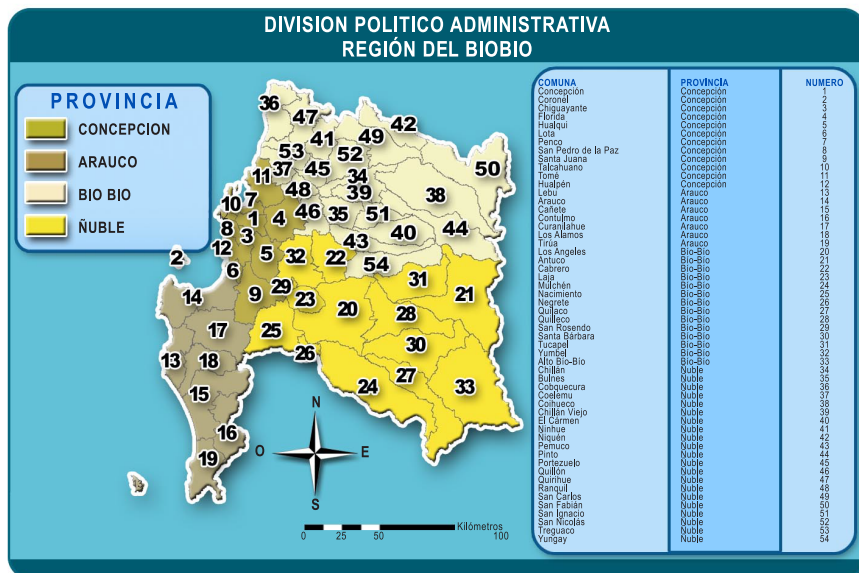 DIVISION POLITICO ADMINISTRATIVA
REGIÓN DEL BIOBIO
PROVINCIA
CONCEPCION
ARAUCO
BIO BIO
ÑUBLE
36
47
42
41
49
53
52
50
11
37
45
34
48
39
38
10
7
1
4
46
35
51
8
3
40
44
12
5
32
22
43
2
54
6
31
14
29
21
9
23
20
28
17
25
30
26
13
18
27
24
33
15
16
19
N
O
E
S
Kilómetros
0 25 50 100
COMUNA PROVÍNCIA NUMERO
Concepción Concepción 1
Coronel Concepción 2
Chiguayante Concepción 3
Florida Concepción 4
Hualqui Concepción 5
Lota Concepción 6
Penco Concepción 7
San Pedro de la Paz Concepción 8
Santa Juana Concepción 9
Talcahuano Concepción 10
Tomé Concepción 11
Hualpén Concepción 12
Lebu Arauco 13
Arauco Arauco 14
Cañete Arauco 15
Contulmo Arauco 16
Curanilahue Arauco 17
Los Alamos Arauco 18
Tirúa Arauco 19
Los Angeles Bío-Bío 20
Antuco Bío-Bío 21
Cabrero Bío-Bío 22
Laja Bío-Bío 23
Mulchén Bío-Bío 24
Nacimiento Bío-Bío 25
Negrete Bío-Bío 26
Quilaco Bío-Bío 27
Quilleco Bío-Bío 28
San Rosendo Bío-Bío 29
Santa Bárbara Bío-Bío 30
Tucapel Bío-Bío 31
Yumbel Bío-Bío 32
Alto Bío-Bío Bío-Bío 33
Chillán Ñuble 34
Bulnes Ñuble 35
Cobquecura Ñuble 36
Coelemu Ñuble 37
Coihueco Ñuble 38
Chillán Viejo Ñuble 39
El Cármen Ñuble 40
Ninhue Ñuble 41
Ñiquén Ñuble 42
Pemuco Ñuble 43
Pinto Ñuble 44
Portezuelo Ñuble 45
Quillón Ñuble 46
Quirihue Ñuble 47
Ranquil Ñuble 48
San Carlos Ñuble 49
San Fabián Ñuble 50
San Ignacio Ñuble 51
San Nicolás Ñuble 52
Treguaco Ñuble 53
Yungay Ñuble 54